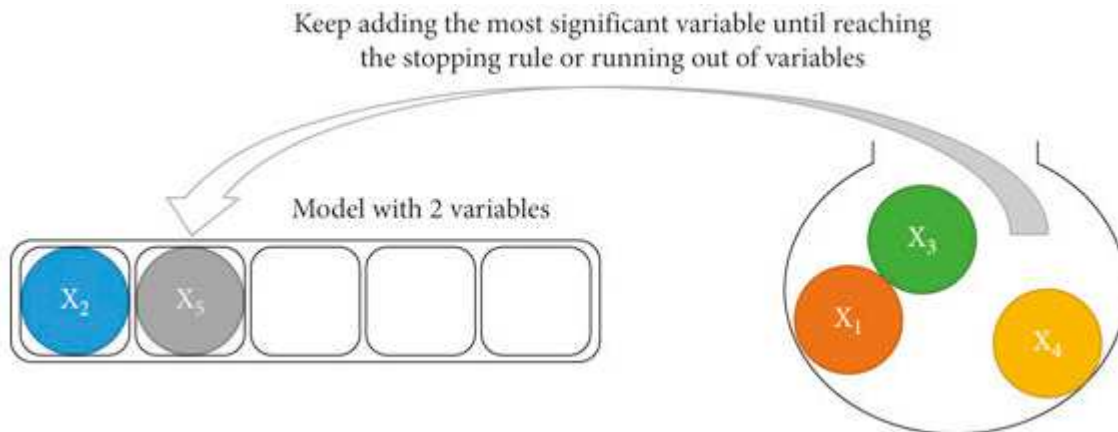 Keep adding the most significant variable until reaching
the stopping rule or running out of variables
Model with 2 variables
X₂
X₅
X₃
X₁
X₄